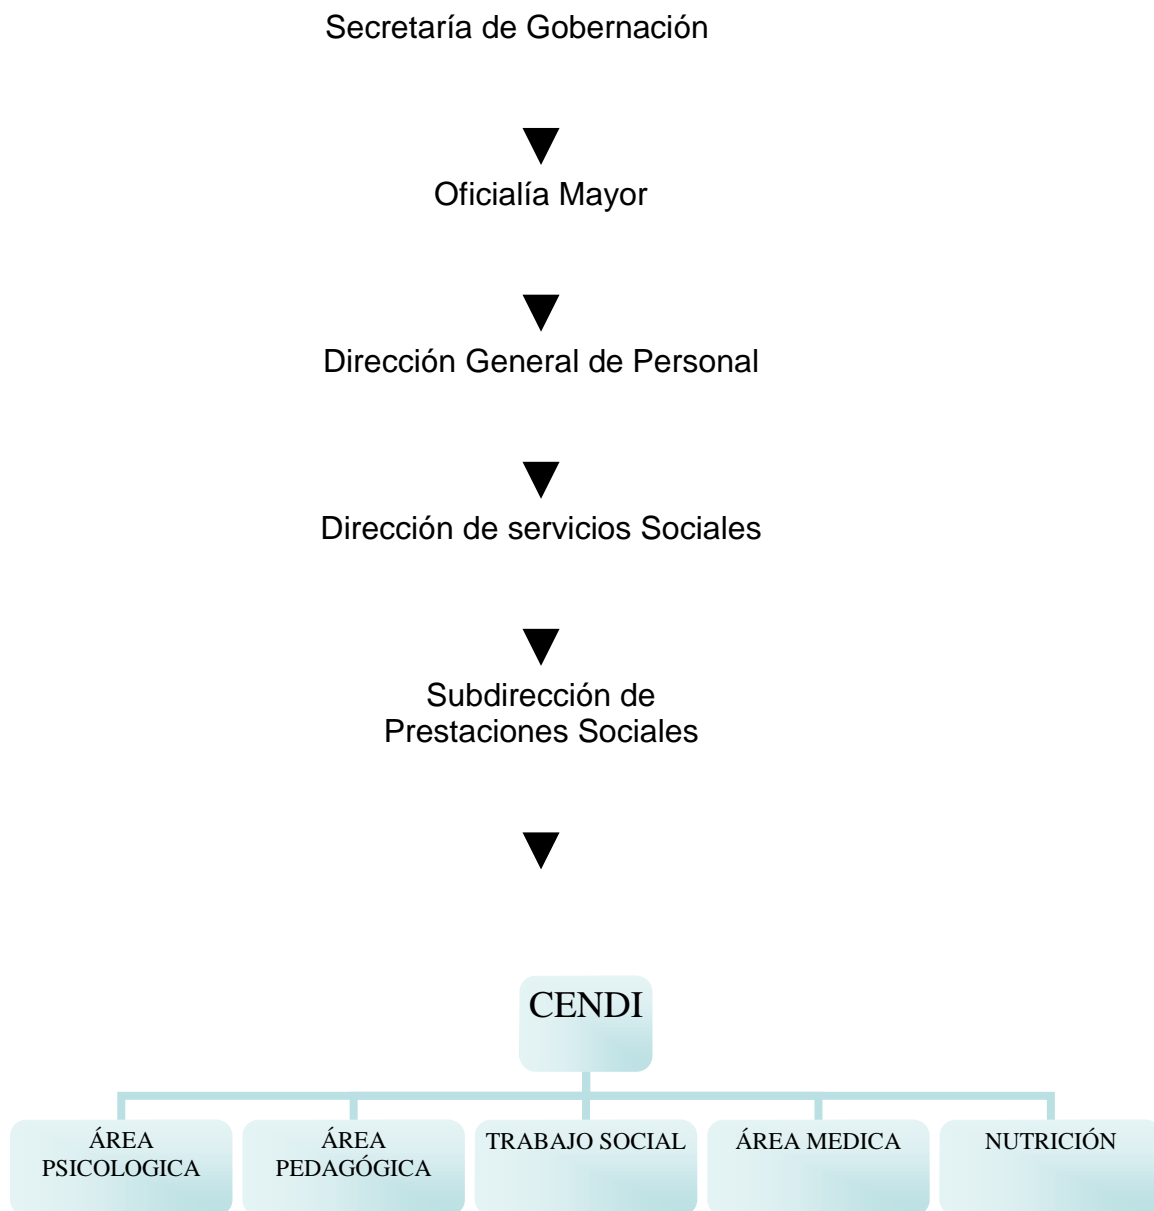 Secretaría de Gobernación
Oficialía Mayor
Dirección General de Personal
Dirección de servicios Sociales
Subdirección de
Prestaciones Sociales
CENDI
ÁREA
PSICOLOGICA
ÁREA
PEDAGÓGICA
TRABAJO SOCIAL
ÁREA MEDICA
NUTRICIÓN